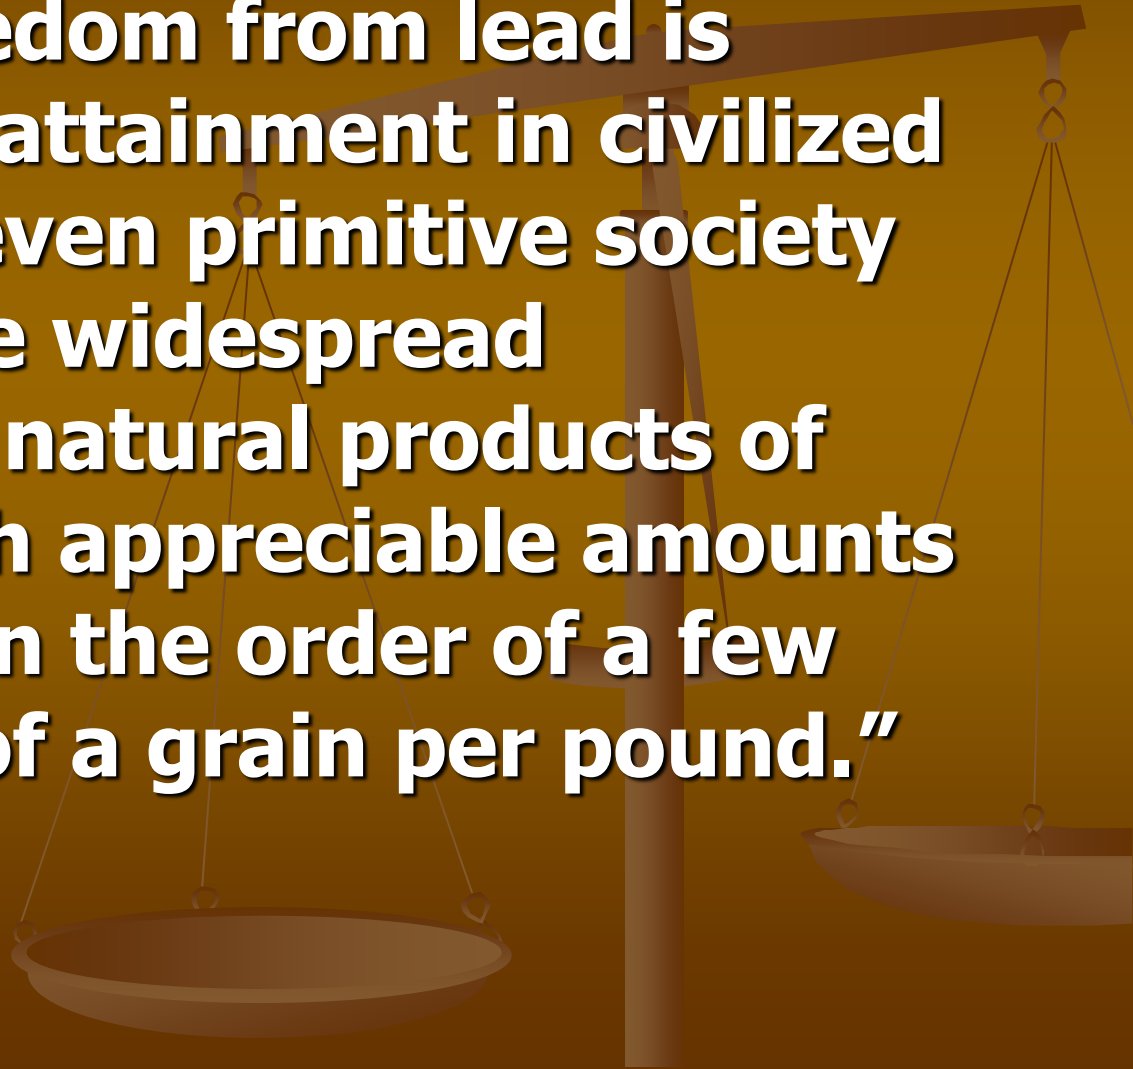 edom from lead is
attainment in civilized
even primitive society
e widespread
natural products of
h appreciable amounts
n the order of a few
of a grain per pound.”